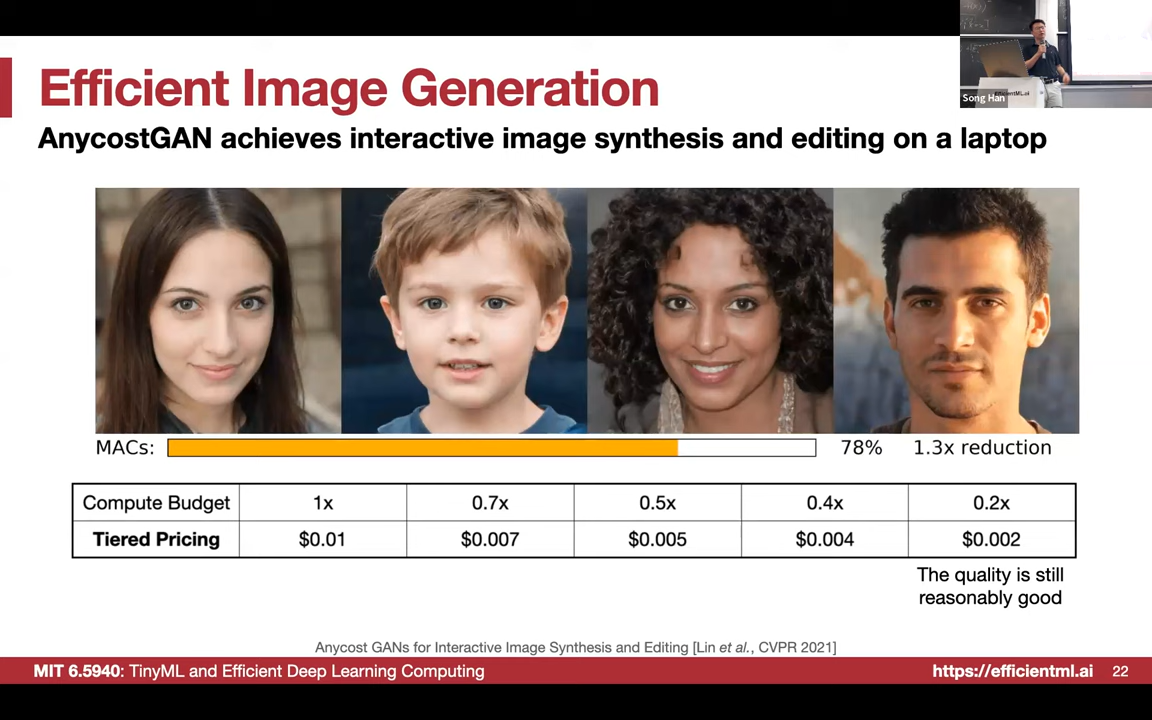 Efficient Image Generation
AnycostGAN achieves interactive image synthesis and editing on a laptop
Song Han
EfficientML.ai
MACs: 78% 1.3x reduction
Compute Budget 1x 0.7x 0.5x 0.4x 0.2x
Tiered Pricing $0.01 $0.007 $0.005 $0.004 $0.002
The quality is still
reasonably good
Anycost GANs for Interactive Image Synthesis and Editing [Lin et al., CVPR 2021]
MIT 6.5940: TinyML and Efficient Deep Learning Computing https://efficientml.ai 22